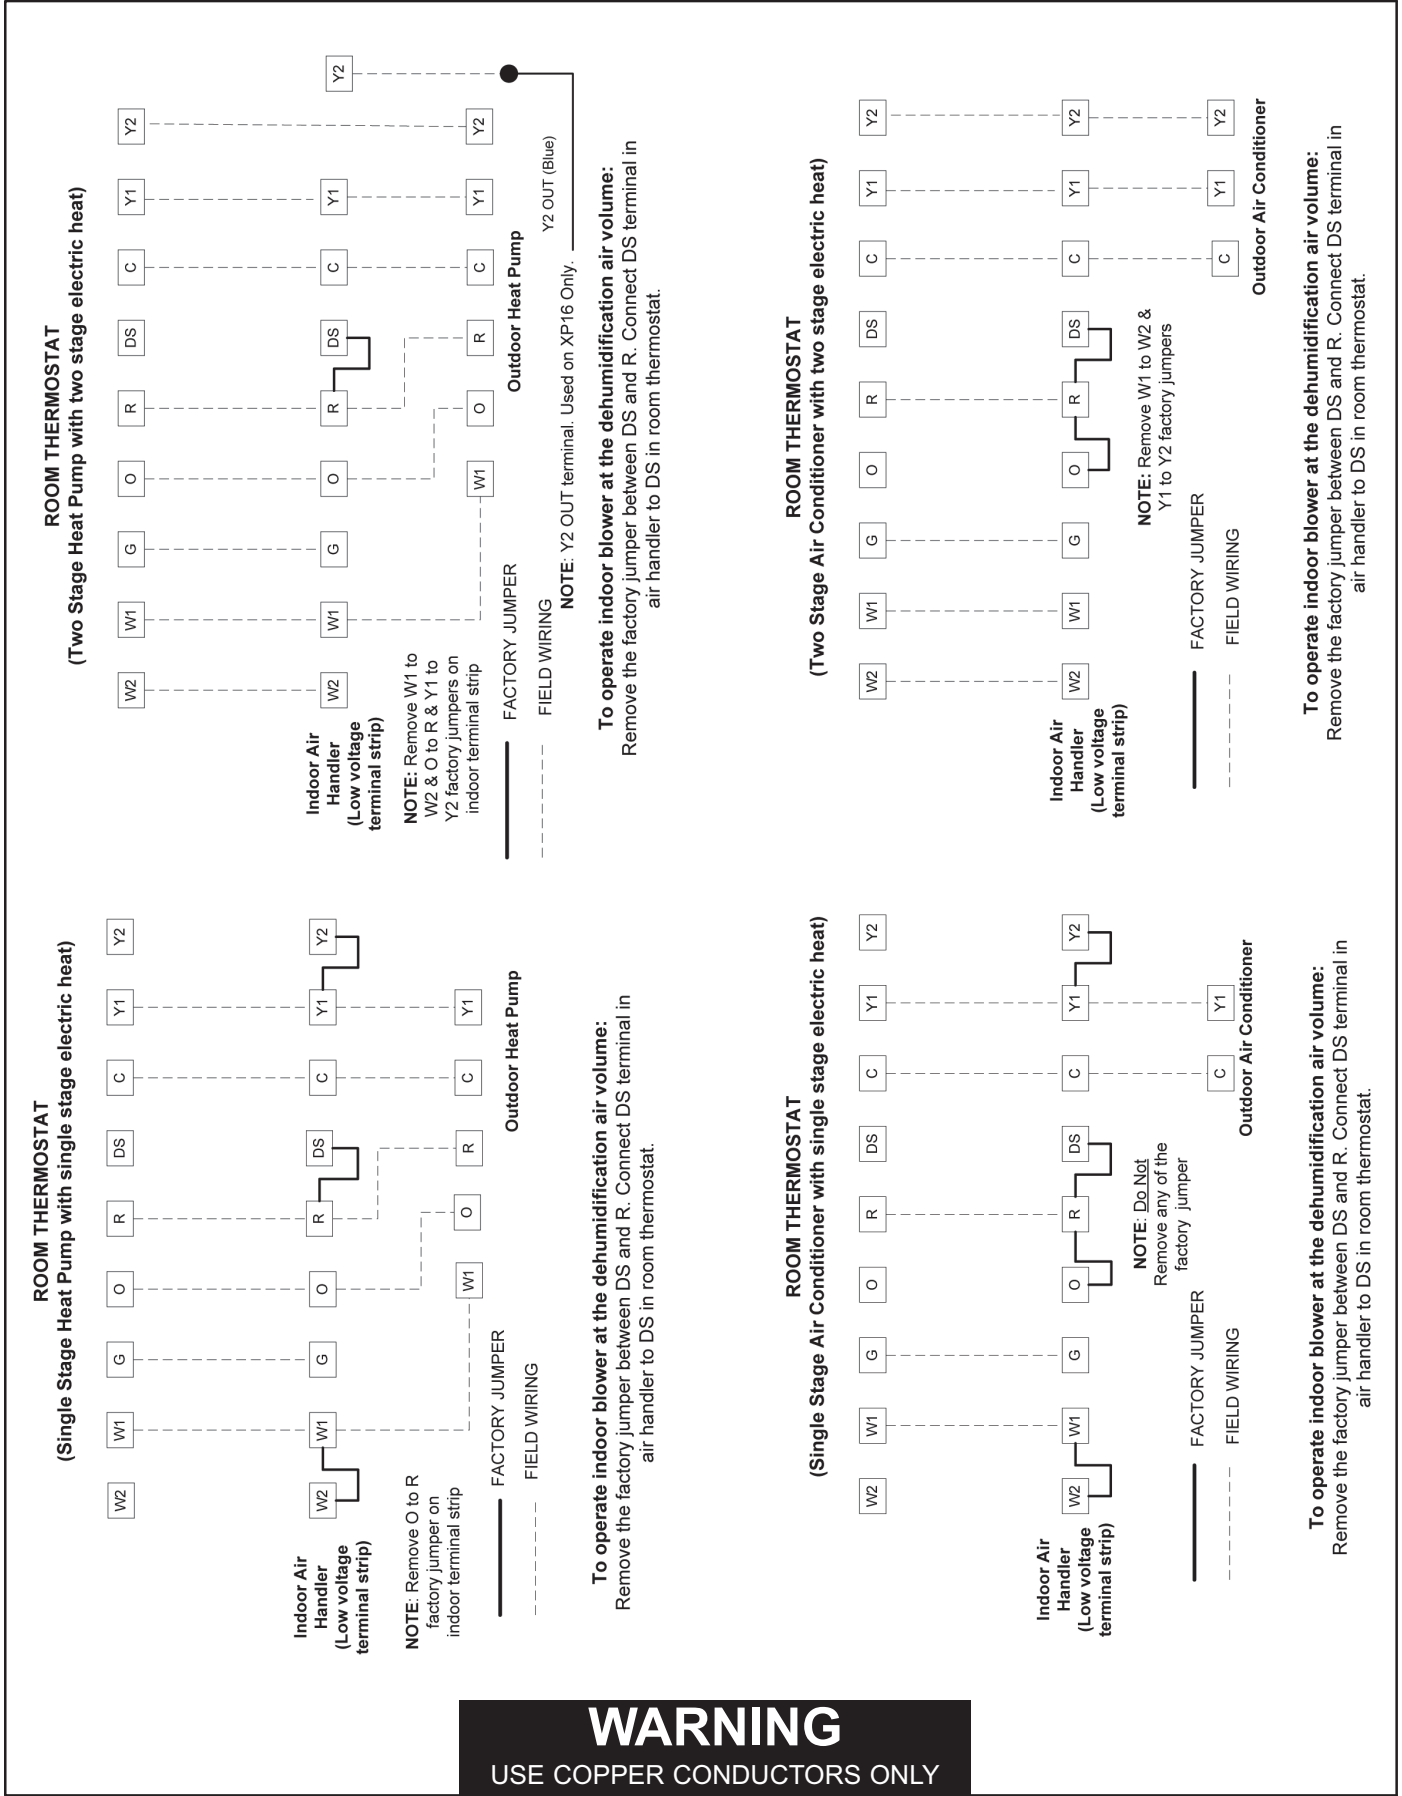 ROOM THERMOSTAT
(Single Stage Heat Pump with single stage electric heat)
W2 W1 G O R DS C Y1 Y2
Indoor Air
Handler
(Low voltage
terminal strip)
W2 W1 G O R DS C Y1 Y2
NOTE: Remove O to R
factory jumper on
indoor terminal strip
W1 O R C Y1
Outdoor Heat Pump
FACTORY JUMPER
FIELD WIRING
To operate indoor blower at the dehumidification air volume:
Remove the factory jumper between DS and R. Connect DS terminal in
air handler to DS in room thermostat.
ROOM THERMOSTAT
(Two Stage Heat Pump with two stage electric heat)
W2 W1 G O R DS C Y1 Y2
Indoor Air
Handler
(Low voltage
terminal strip)
W2 W1 G O R DS C Y1 Y2
NOTE: Remove W1 to
W2 & O to R & Y1 to
Y2 factory jumpers on
indoor terminal strip
W1 O R C Y1 Y2
Outdoor Heat Pump
Y2 OUT (Blue)
FACTORY JUMPER
FIELD WIRING
NOTE: Y2 OUT terminal. Used on XP16 Only.
To operate indoor blower at the dehumidification air volume:
Remove the factory jumper between DS and R. Connect DS terminal in
air handler to DS in room thermostat.
ROOM THERMOSTAT
(Single Stage Air Conditioner with single stage electric heat)
W2 W1 G O R DS C Y1 Y2
Indoor Air
Handler
(Low voltage
terminal strip)
W2 W1 G O R DS C Y1 Y2
NOTE: Do Not
Remove any of the
factory jumper
C Y1
Outdoor Air Conditioner
FACTORY JUMPER
FIELD WIRING
To operate indoor blower at the dehumidification air volume:
Remove the factory jumper between DS and R. Connect DS terminal in
air handler to DS in room thermostat.
ROOM THERMOSTAT
(Two Stage Air Conditioner with two stage electric heat)
W2 W1 G O R DS C Y1 Y2
Indoor Air
Handler
(Low voltage
terminal strip)
W2 W1 G O R DS C Y1 Y2
NOTE: Remove W1 to W2 &
Y1 to Y2 factory jumpers
C Y1 Y2
Outdoor Air Conditioner
FACTORY JUMPER
FIELD WIRING
To operate indoor blower at the dehumidification air volume:
Remove the factory jumper between DS and R. Connect DS terminal in
air handler to DS in room thermostat.
WARNING
USE COPPER CONDUCTORS ONLY